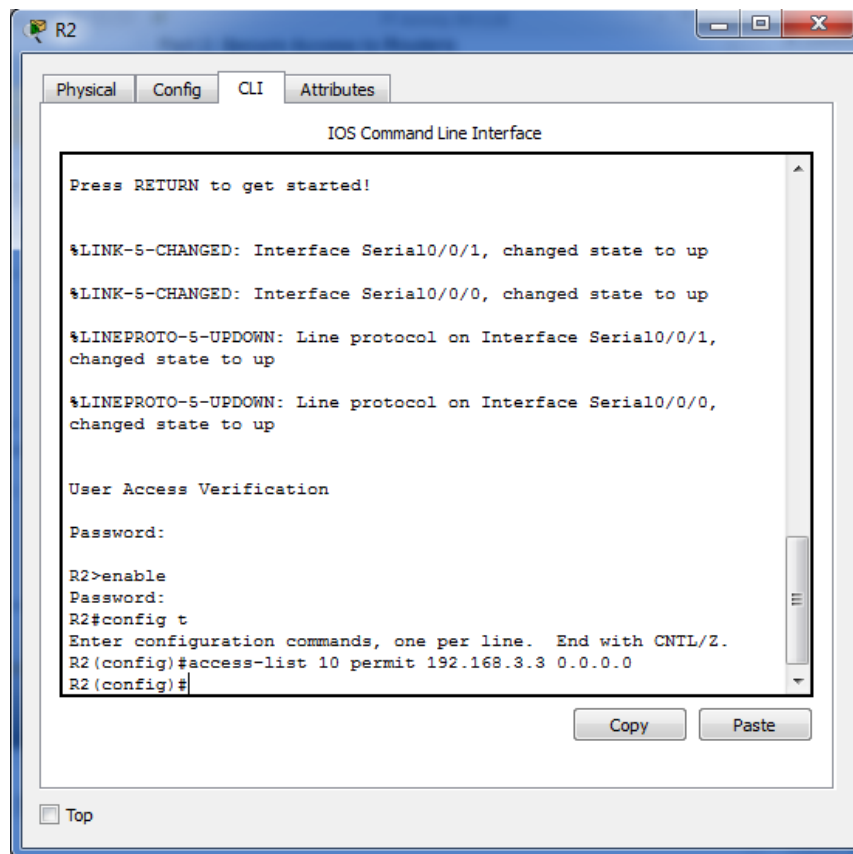 R2
Physical
Config
CLI
Attributes
IOS Command Line Interface
Press RETURN to get started!
%LINK-5-CHANGED: Interface Serial0/0/1, changed state to up
%LINK-5-CHANGED: Interface Serial0/0/0, changed state to up
%LINEPROTO-5-UPDOWN: Line protocol on Interface Serial0/0/1,
changed state to up
%LINEPROTO-5-UPDOWN: Line protocol on Interface Serial0/0/0,
changed state to up
User Access Verification
Password:
R2>enable
Password:
R2#config t
Enter configuration commands, one per line.  End with CNTL/Z.
R2(config)#access-list 10 permit 192.168.3.3 0.0.0.0
R2(config)#
Copy
Paste
Top